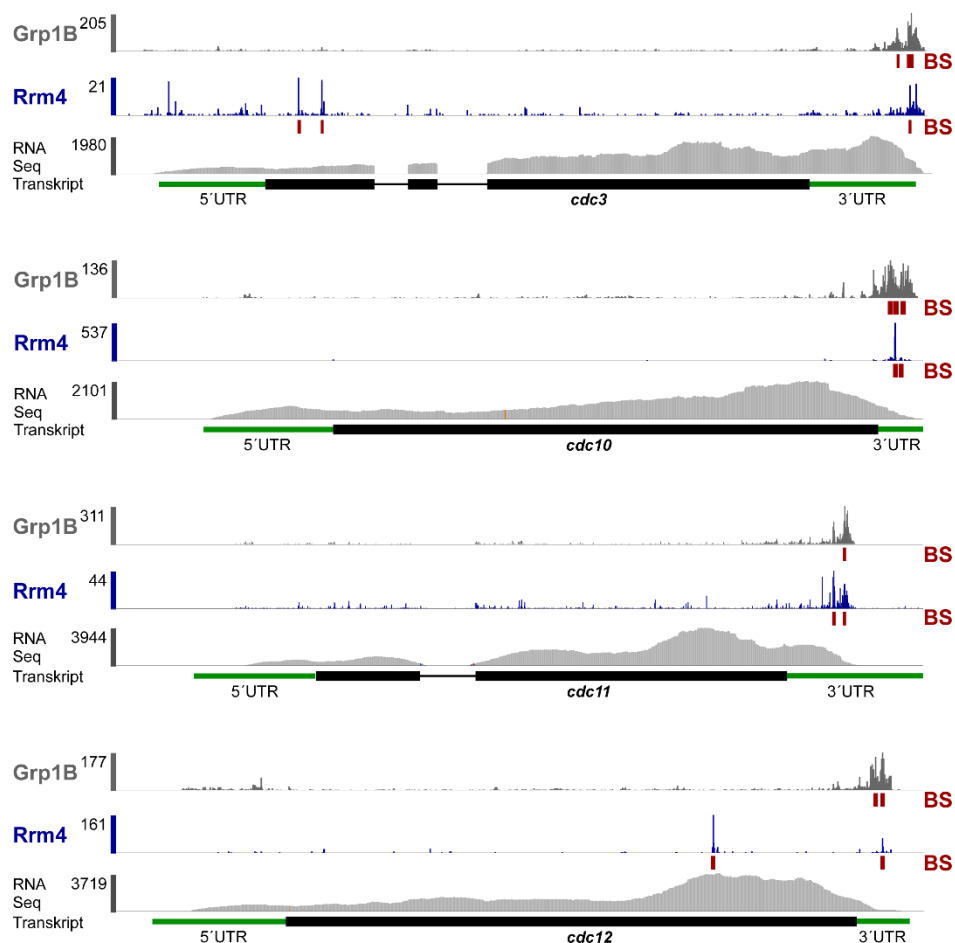 Grp1B 205
BS
Rrm4 21
BS
RNA 1980
Seq
Transkript
5´UTR cdc3 3´UTR
Grp1B 136
BS
Rrm4 537
BS
RNA 2101
Seq
Transkript
5´UTR cdc10 3´UTR
Grp1B 311
BS
Rrm4 44
BS
RNA 3944
Seq
Transkript
5´UTR cdc11 3´UTR
Grp1B 177
BS
Rrm4 161
BS
RNA 3719
Seq
Transkript
5´UTR cdc12 3´UTR